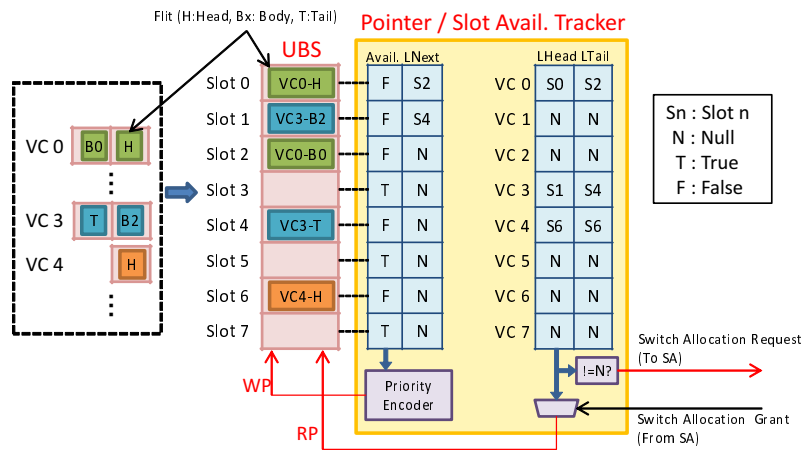 Flit (H:Head, Bx: Body, T:Tail)
Pointer / Slot Avail. Tracker
UBS
Avail. LNext
LHead LTail
Slot 0 VC0-H F S2 VC 0 S0 S2
Slot 1 VC3-B2 F S4 VC 1 N N
Slot 2 VC0-B0 F N VC 2 N N
Slot 3 T N VC 3 S1 S4
Slot 4 VC3-T F N VC 4 S6 S6
Slot 5 T N VC 5 N N
Slot 6 VC4-H F N VC 6 N N
Slot 7 T N VC 7 N N
VC 0 B0 H
VC 3 T B2
VC 4 H
Sn : Slot n
N : Null
T : True
F : False
WP
Priority
Encoder
RP
!=N?
Switch Allocation Request
(To SA)
Switch Allocation Grant
(From SA)